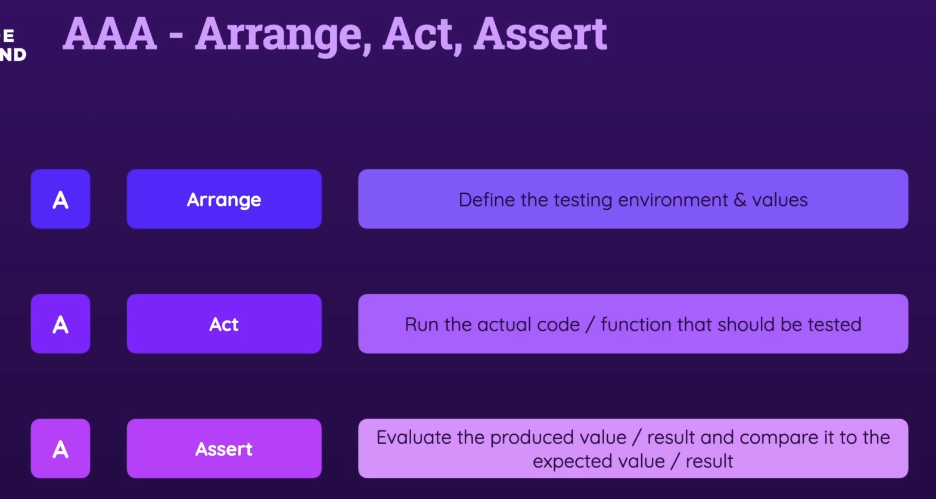 AAA - Arrange, Act, Assert
E
ND
A
Arrange
Define the testing environment & values
A
Act
Run the actual code / function that should be tested
A
Assert
Evaluate the produced value / result and compare it to the
expected value / result